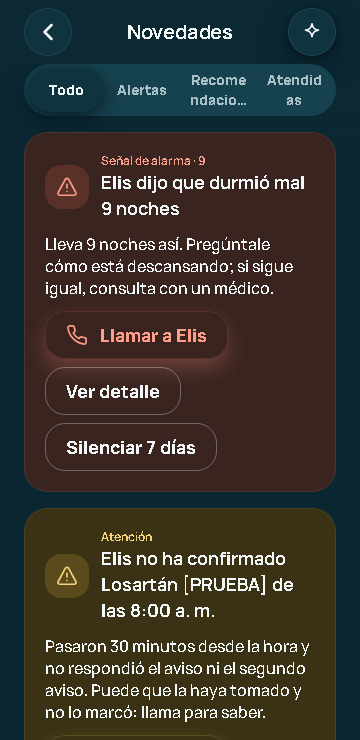 Novedades
Todo
Alertas
Recome
ndacio...
Atendid
as
Señal de alarma · 9
Elis dijo que durmió mal
9 noches
Lleva 9 noches así. Pregúntale
cómo está descansando; si sigue
igual, consulta con un médico.
Llamar a Elis
Ver detalle
Silenciar 7 días
Atención
Elis no ha confirmado
Losartán [PRUEBA] de
las 8:00 a. m.
Pasaron 30 minutos desde la hora y
no respondió el aviso ni el segundo
aviso. Puede que la haya tomado y
no lo marcó: llama para saber.